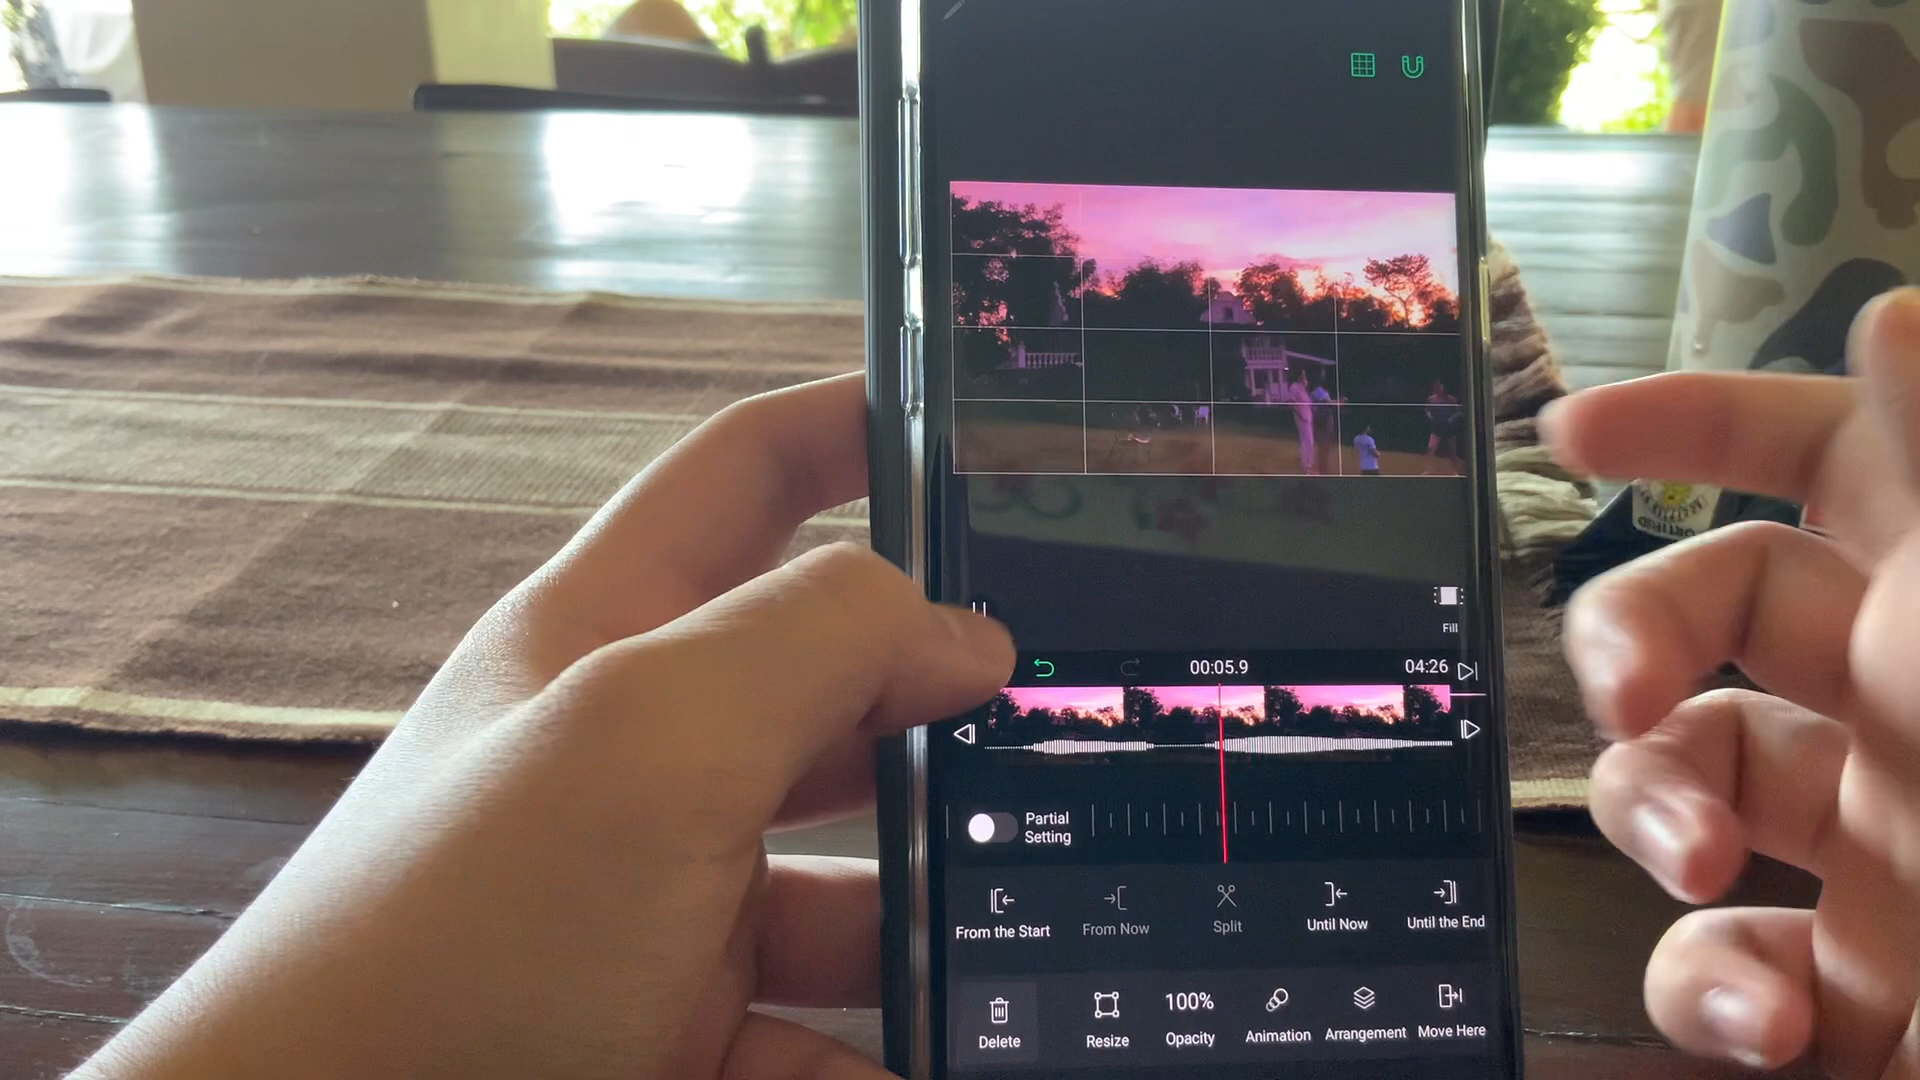 Fill
00:05.9
04:26
Partial
Setting
From the Start
From Now
Split
Until Now
Until the End
100%
Delete
Resize
Opacity
Animation
Arrangement
Move Here